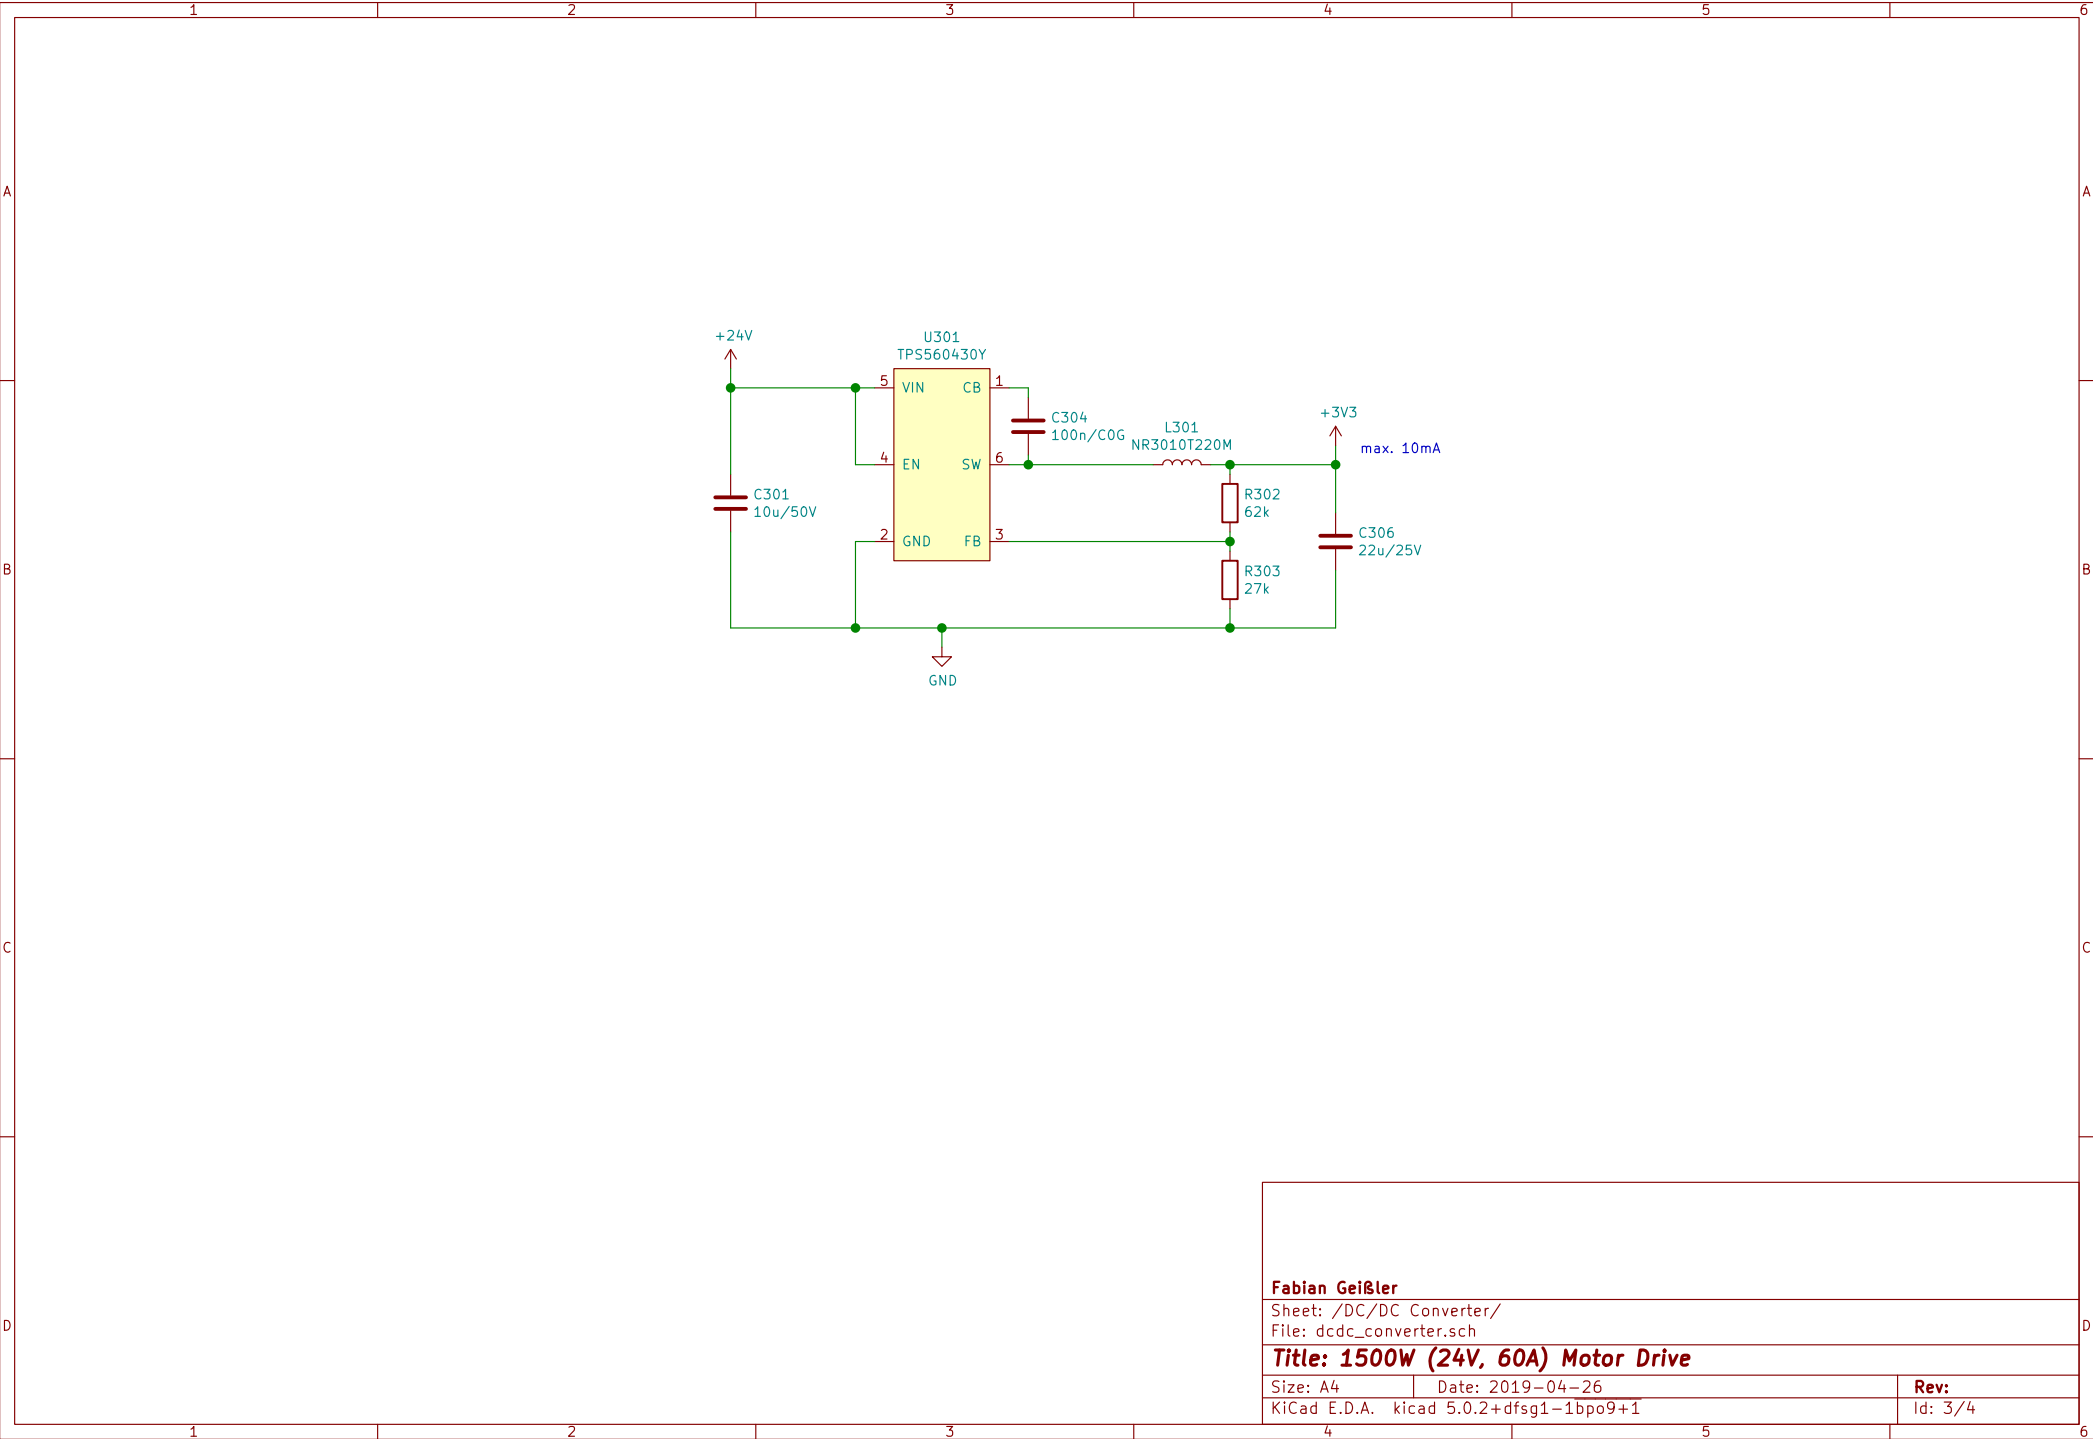 1 2 3 4 5 6
A A
+24V
U301
TPS560430Y
5 VIN CB 1
+3V3
C304
100n/C0G
L301
NR3010T220M
max. 10mA
4 EN SW 6
C301
10u/50V
R302
62k
2 GND FB 3
C306
22u/25V
B B
R303
27k
GND
C C
Fabian Geißler
Sheet: /DC/DC Converter/
File: dcdc_converter.sch
D D
Title: 1500W (24V, 60A) Motor Drive
Size: A4 Date: 2019-04-26 Rev:
KiCad E.D.A. kicad 5.0.2+dfsg1-1bpo9+1 Id: 3/4
1 2 3 4 5 6